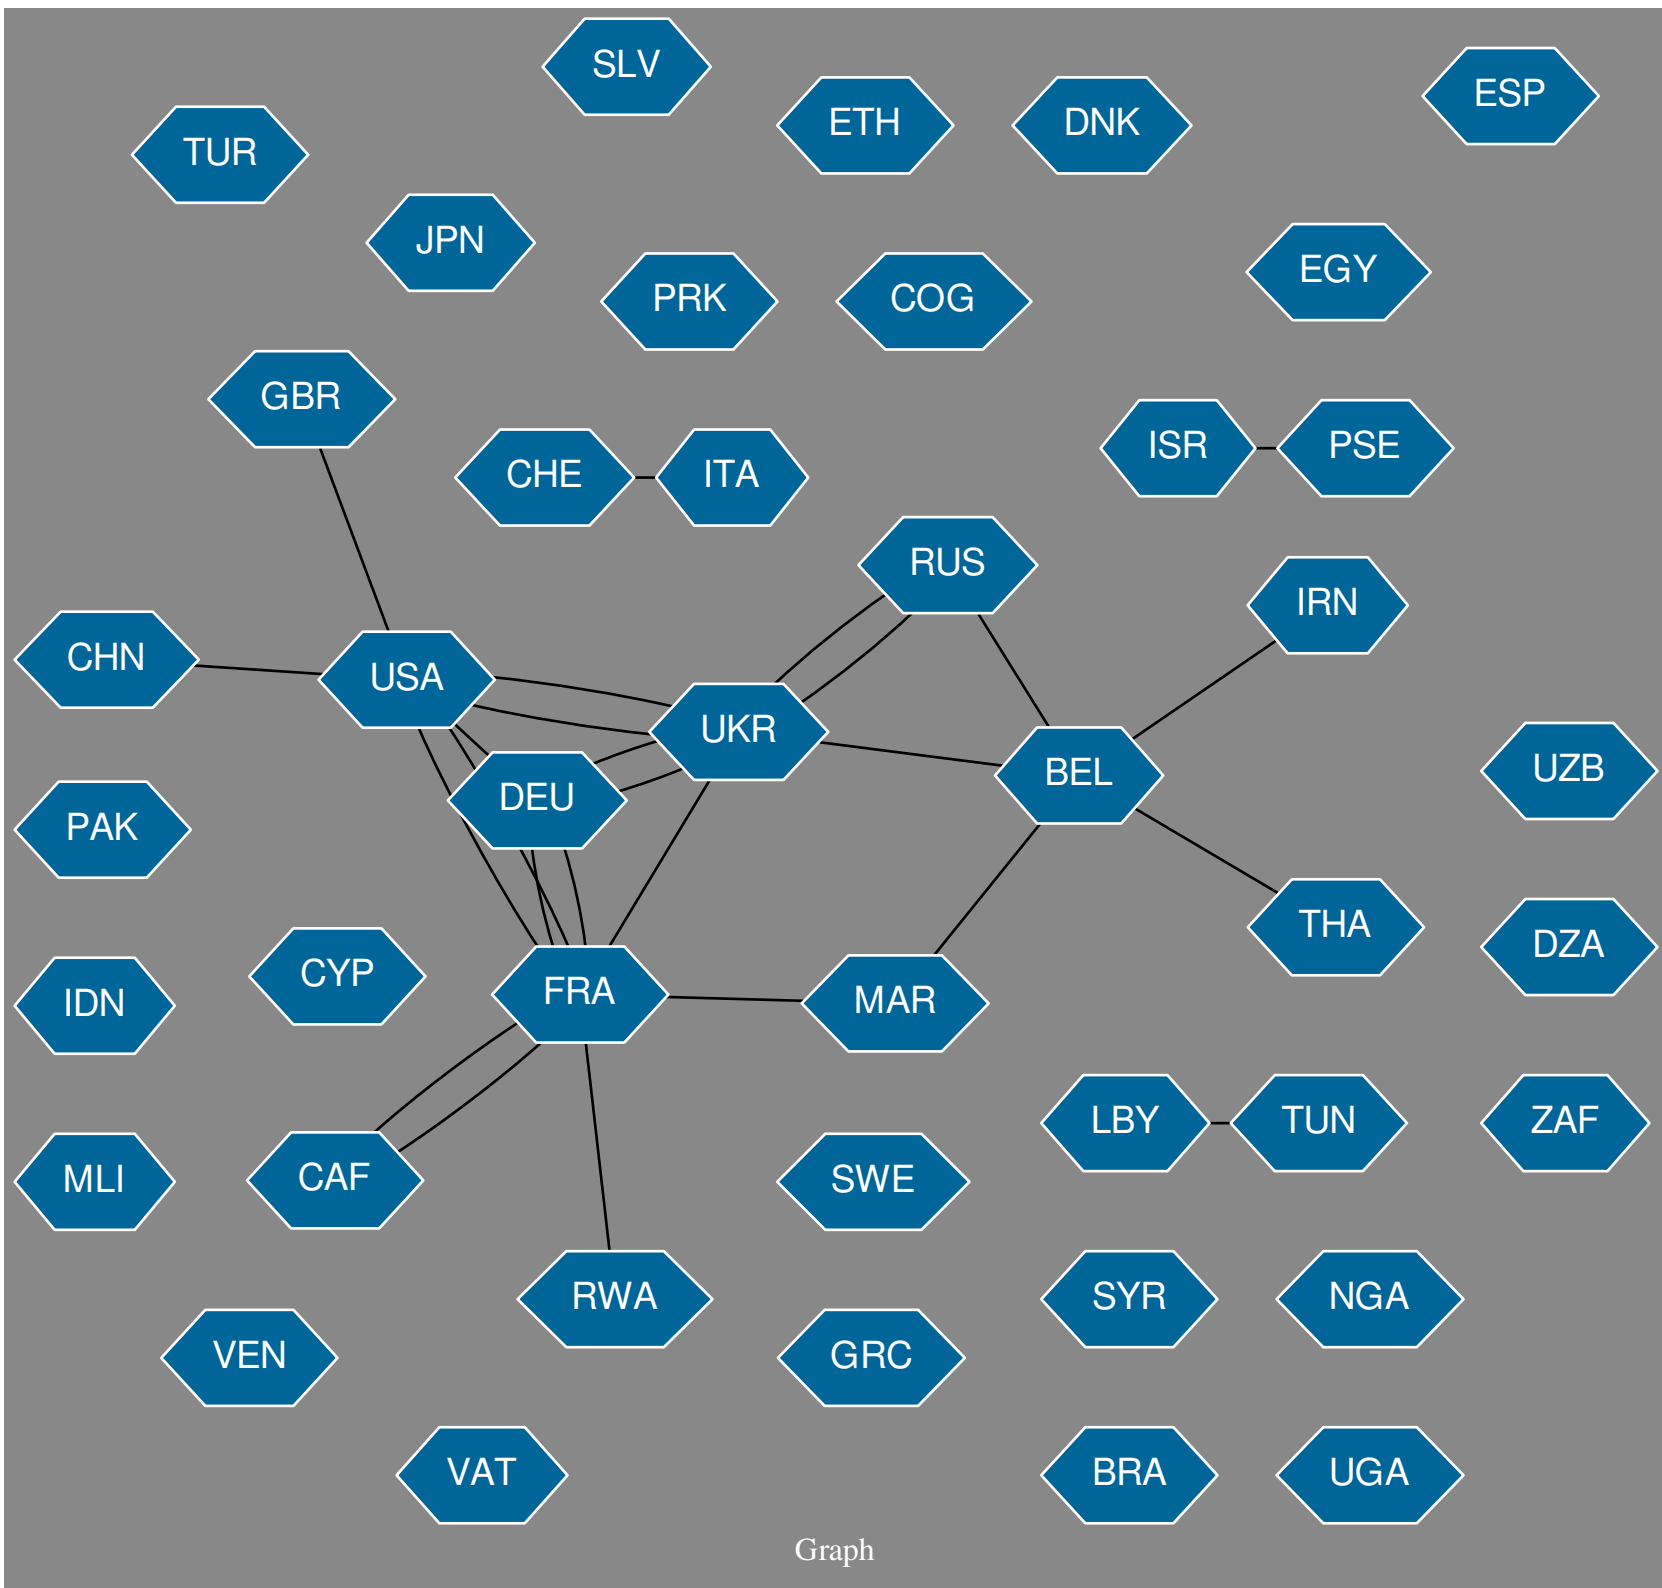 SLV
ESP
ETH
DNK
TUR
JPN
EGY
PRK
COG
GBR
ISR
PSE
CHE
ITA
RUS
IRN
CHN
USA
UKR
BEL
UZB
DEU
PAK
THA
DZA
CYP
FRA
IDN
MAR
LBY
TUN
ZAF
MLI
CAF
SWE
RWA
SYR
NGA
VEN
GRC
VAT
BRA
UGA
Graph